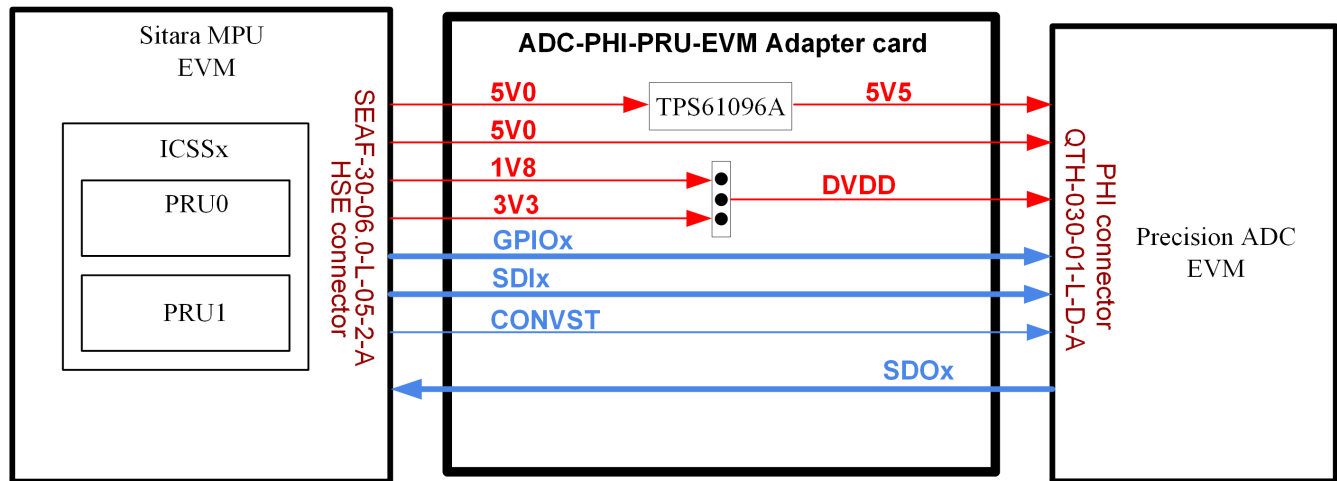 Sitara MPU
EVM
ICSSx
PRU0
PRU1
SEAF-30-06.0-L-05-2-A
HSE connector
ADC-PHI-PRU-EVM Adapter card
5V0
TPS61096A
5V5
5V0
1V8
3V3
DVDD
GPIOx
SDIx
CONVST
SDOx
PHI connector
QTH-030-01-L-D-A
Precision ADC
EVM